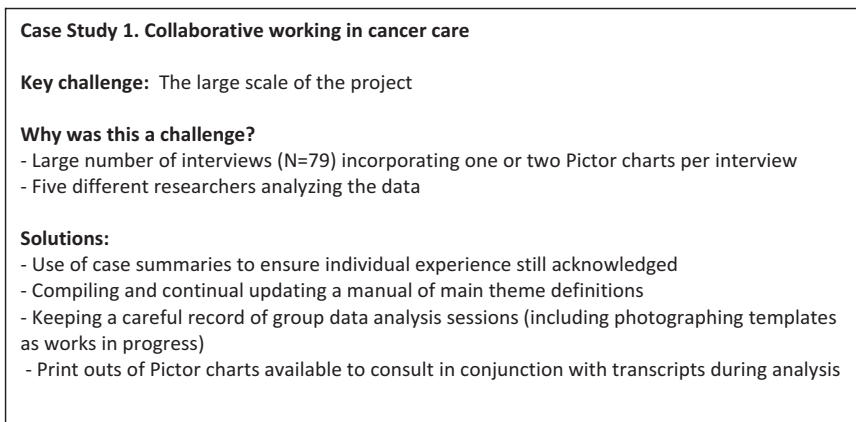 Case Study 1. Collaborative working in cancer care
Key challenge: The large scale of the project
Why was this a challenge?
- Large number of interviews (N=79) incorporating one or two Pictor charts per interview
- Five different researchers analyzing the data
Solutions:
- Use of case summaries to ensure individual experience still acknowledged
- Compiling and continual updating a manual of main theme definitions
- Keeping a careful record of group data analysis sessions (including photographing templates
as works in progress)
- Print outs of Pictor charts available to consult in conjunction with transcripts during analysis